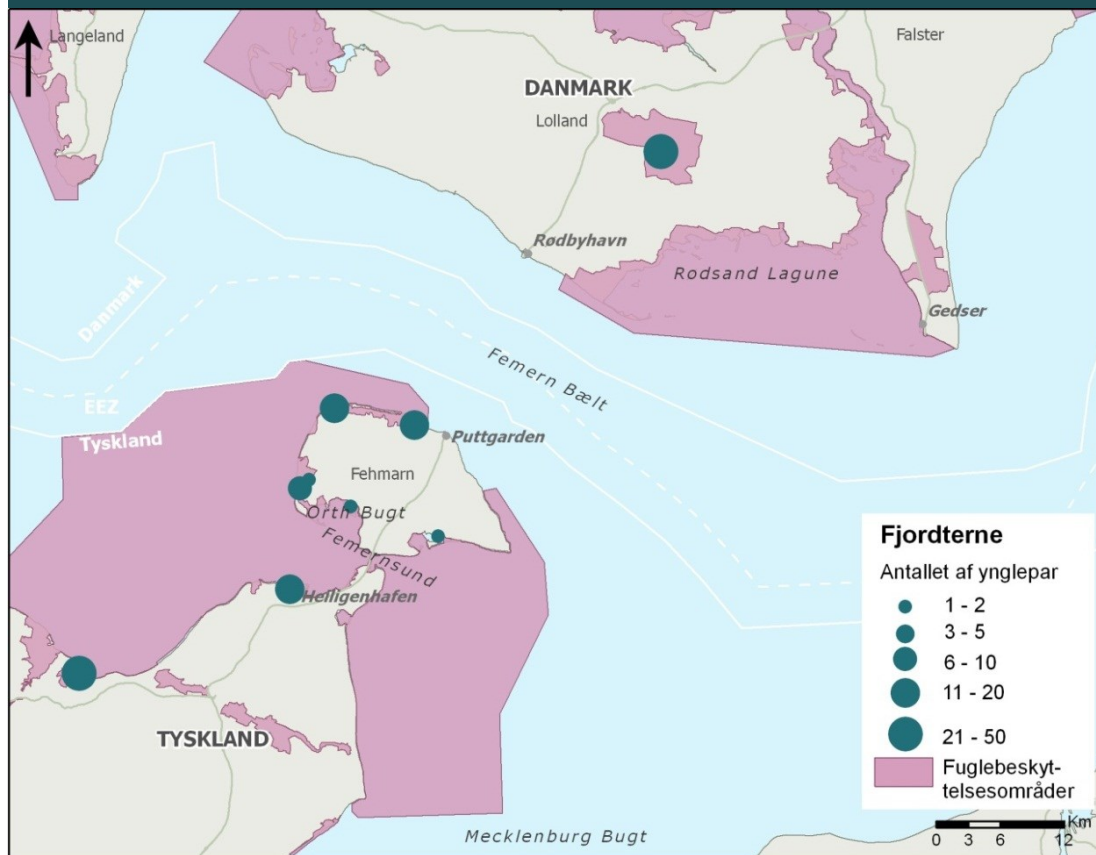 Langeland
Falster
DANMARK
Lolland
Rødbyhavn
Rodsand Lagune
Gedser
Danmark
Femern Bælt
EEZ
Tyskland
Puttgarden
Fehmarn
Orth Bugt
Femernsund
Heiligenhafen
TYSKLAND
Mecklenburg Bugt
Fjordterne
Antallet af ynglepar
1 - 2
3 - 5
6 - 10
11 - 20
21 - 50
Fuglebeskyt-
telsesområder
Km
0 3 6 12